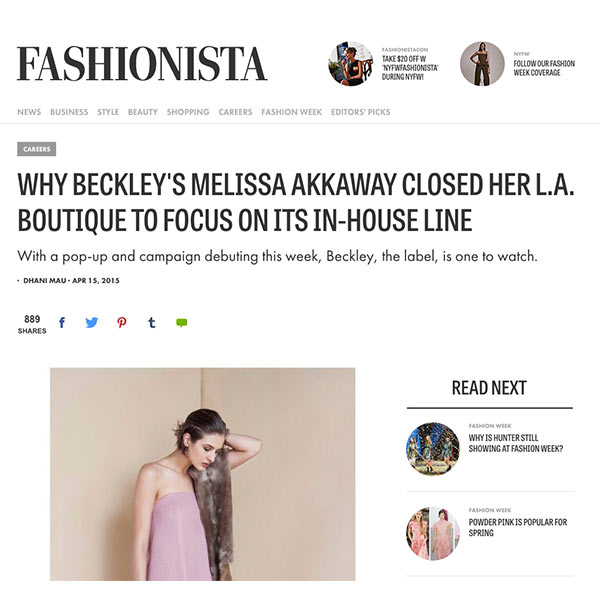 FASHIONISTA
FASHIONISTACON
TAKE $20 OFF W
'NYFWFASHIONISTA'
DURING NYFW!
NYFW
FOLLOW OUR FASHION
WEEK COVERAGE
NEWS BUSINESS STYLE BEAUTY SHOPPING CAREERS FASHION WEEK EDITORS' PICKS
CAREERS
WHY BECKLEY'S MELISSA AKKAWAY CLOSED HER L.A.
BOUTIQUE TO FOCUS ON ITS IN-HOUSE LINE
With a pop-up and campaign debuting this week, Beckley, the label, is one to watch.
• DHANI MAU • APR 15, 2015
889
SHARES
READ NEXT
FASHION WEEK
WHY IS HUNTER STILL
SHOWING AT FASHION WEEK?
FASHION WEEK
POWDER PINK IS POPULAR FOR
SPRING